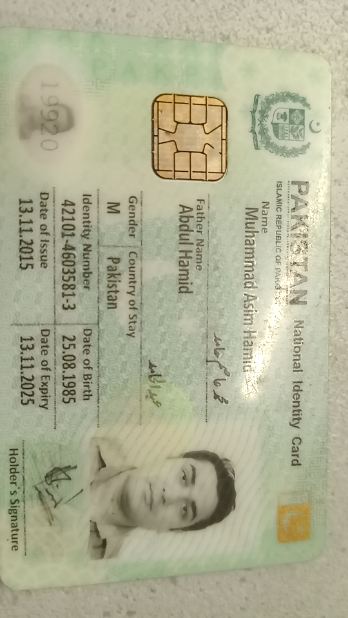 PAKISTAN National Identity Card
ISLAMIC REPUBLIC OF PAKISTAN
Name
Muhammad Asim Hamid
محمد عاصم حامد
Father Name
Abdul Hamid
عبدالحامد
Gender Country of Stay
M Pakistan
Identity Number Date of Birth
42101-4603581-3 25.08.1985
Date of Issue Date of Expiry
13.11.2015 13.11.2025
Holder's Signature